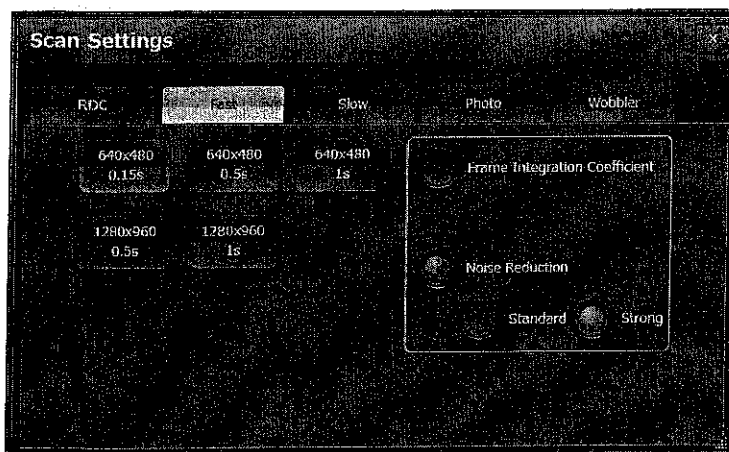 Scan Settings
×
RDC Fast Slow Photo Wobbler
640x480 640x480 640x480
0.15s 0.5s 1s
Frame Integration Coefficient
1280x960 1280x960
0.5s 1s
Noise Reduction
Standard Strong